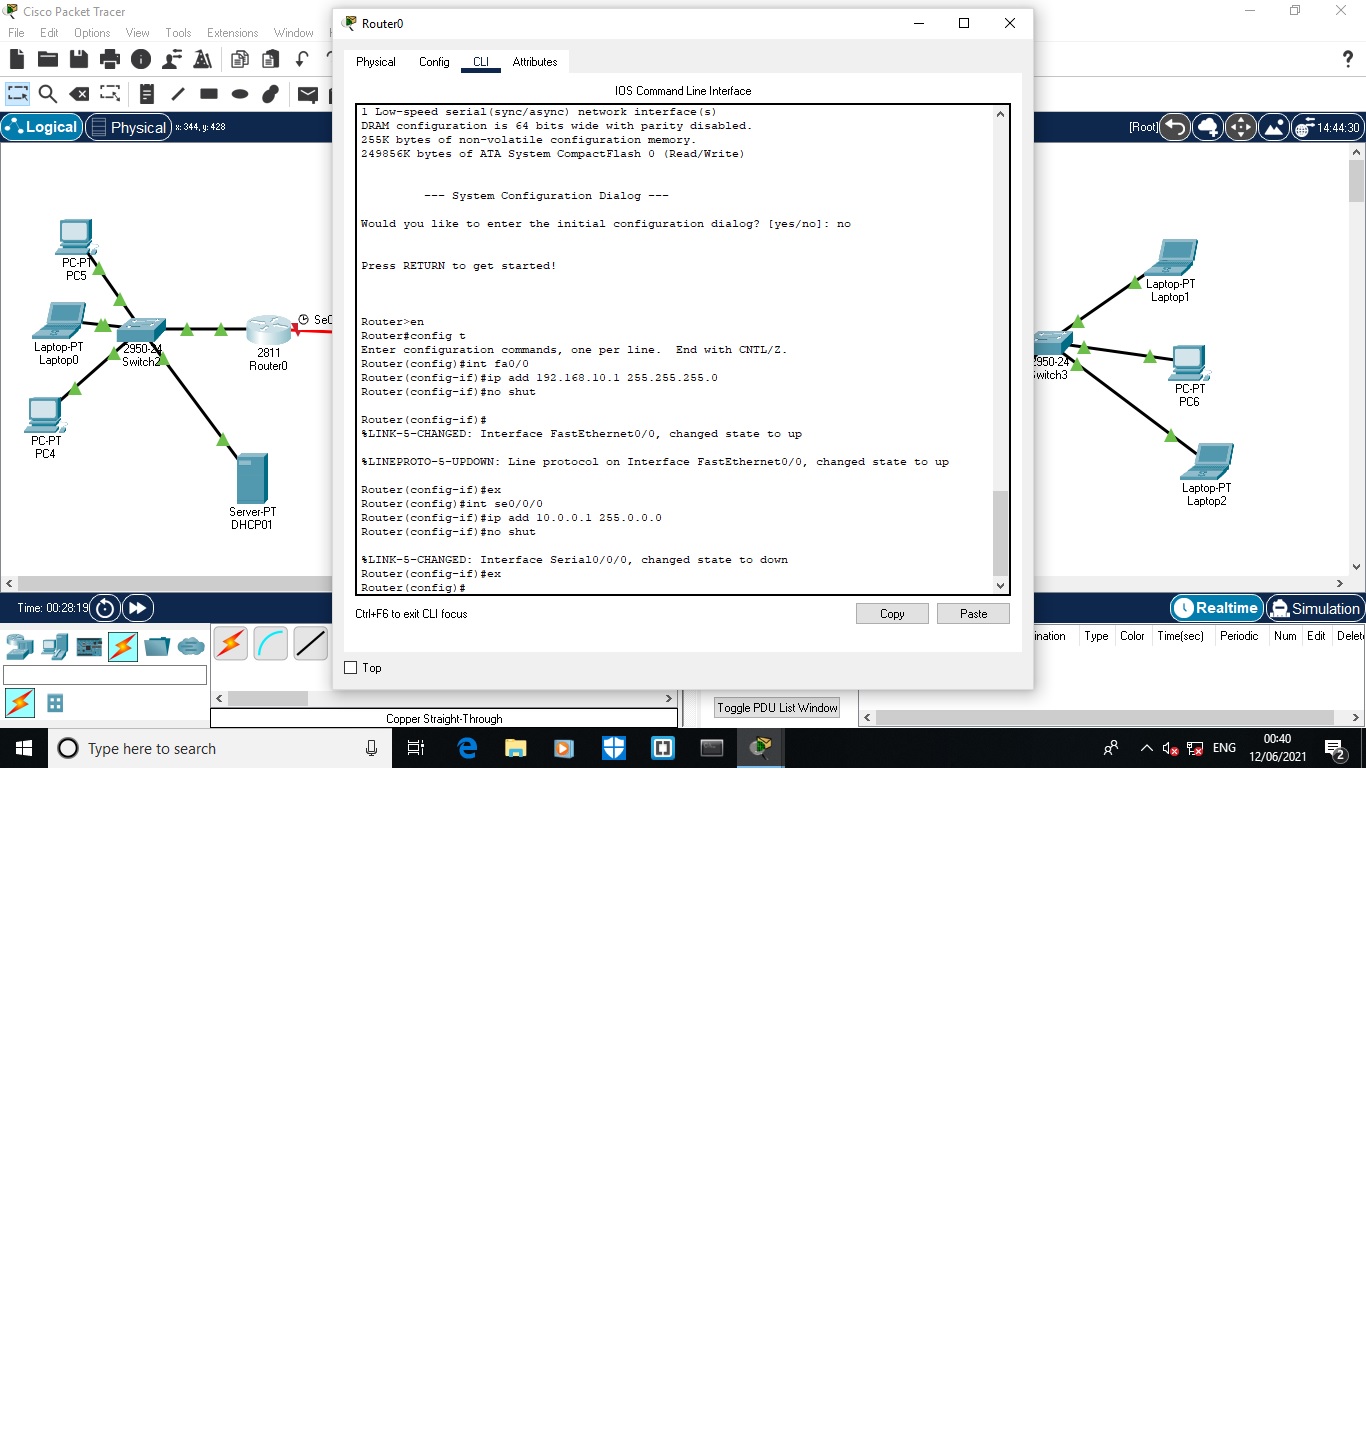 Cisco Packet Tracer
File Edit Options View Tools Extensions Window
Logical
Physical
x: 344, y: 428
[Root]
14:44:30
Router0
Physical Config CLI Attributes
IOS Command Line Interface
1 Low-speed serial(sync/async) network interface(s)
DRAM configuration is 64 bits wide with parity disabled.
255K bytes of non-volatile configuration memory.
249856K bytes of ATA System CompactFlash 0 (Read/Write)
--- System Configuration Dialog ---
Would you like to enter the initial configuration dialog? [yes/no]: no
Press RETURN to get started!
Router>en
Router#config t
Enter configuration commands, one per line.  End with CNTL/Z.
Router(config)#int fa0/0
Router(config-if)#ip add 192.168.10.1 255.255.255.0
Router(config-if)#no shut
Router(config-if)#
%LINK-5-CHANGED: Interface FastEthernet0/0, changed state to up
%LINEPROTO-5-UPDOWN: Line protocol on Interface FastEthernet0/0, changed state to up
Router(config-if)#ex
Router(config)#int se0/0/0
Router(config-if)#ip add 10.0.0.1 255.0.0.0
Router(config-if)#no shut
%LINK-5-CHANGED: Interface Serial0/0/0, changed state to down
Router(config-if)#ex
Router(config)#
Ctrl+F6 to exit CLI focus
Copy
Paste
Top
PC-PT
PC5
Laptop-PT
Laptop0
2950-24
Switch2
2811
Router0
PC-PT
PC4
Server-PT
DHCP01
Laptop-PT
Laptop1
PC-PT
PC6
Laptop-PT
Laptop2
Time: 00:28:19
Realtime
Simulation
Type Color Time(sec) Periodic Num Edit
Copper Straight-Through
Toggle PDU List Window
Type here to search
ENG
00:40
12/06/2021
2